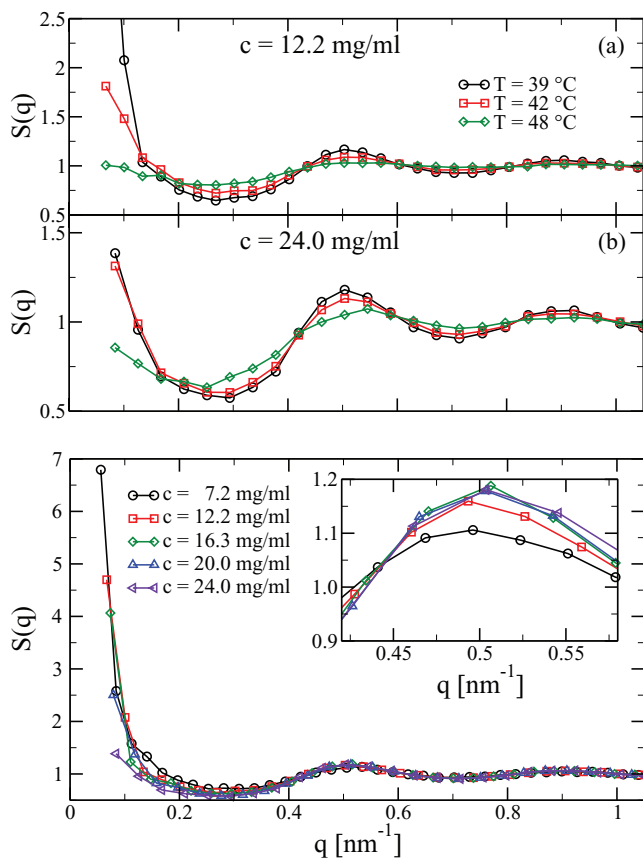 2.5
c = 12.2 mg/ml
(a)
2
T = 39 °C
T = 42 °C
T = 48 °C
1.5
S(q)
1
0.5
c = 24.0 mg/ml
(b)
1.5
S(q)
1
0.5
7
c = 7.2 mg/ml
c = 12.2 mg/ml
c = 16.3 mg/ml
c = 20.0 mg/ml
c = 24.0 mg/ml
6
5
4
3
2
1
S(q)
1.2
1.1
1.0
0.9
0.45 0.5 0.55
q [nm⁻¹]
0 0.2 0.4 0.6 0.8 1
q [nm⁻¹]